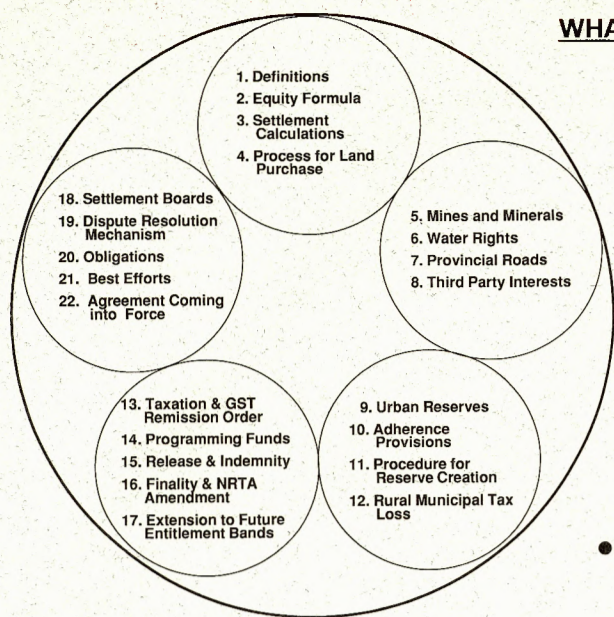 WHA
1. Definitions
2. Equity Formula
3. Settlement
Calculations
4. Process for Land
Purchase
5. Mines and Minerals
6. Water Rights
7. Provincial Roads
8. Third Party Interests
9. Urban Reserves
10. Adherence
Provisions
11. Procedure for
Reserve Creation
12. Rural Municipal Tax
Loss
13. Taxation & GST
Remission Order
14. Programming Funds
15. Release & Indemnity
16. Finality & NRTA
Amendment
17. Extension to Future
Entitlement Bands
18. Settlement Boards
19. Dispute Resolution
Mechanism
20. Obligations
21. Best Efforts
22. Agreement Coming
into Force